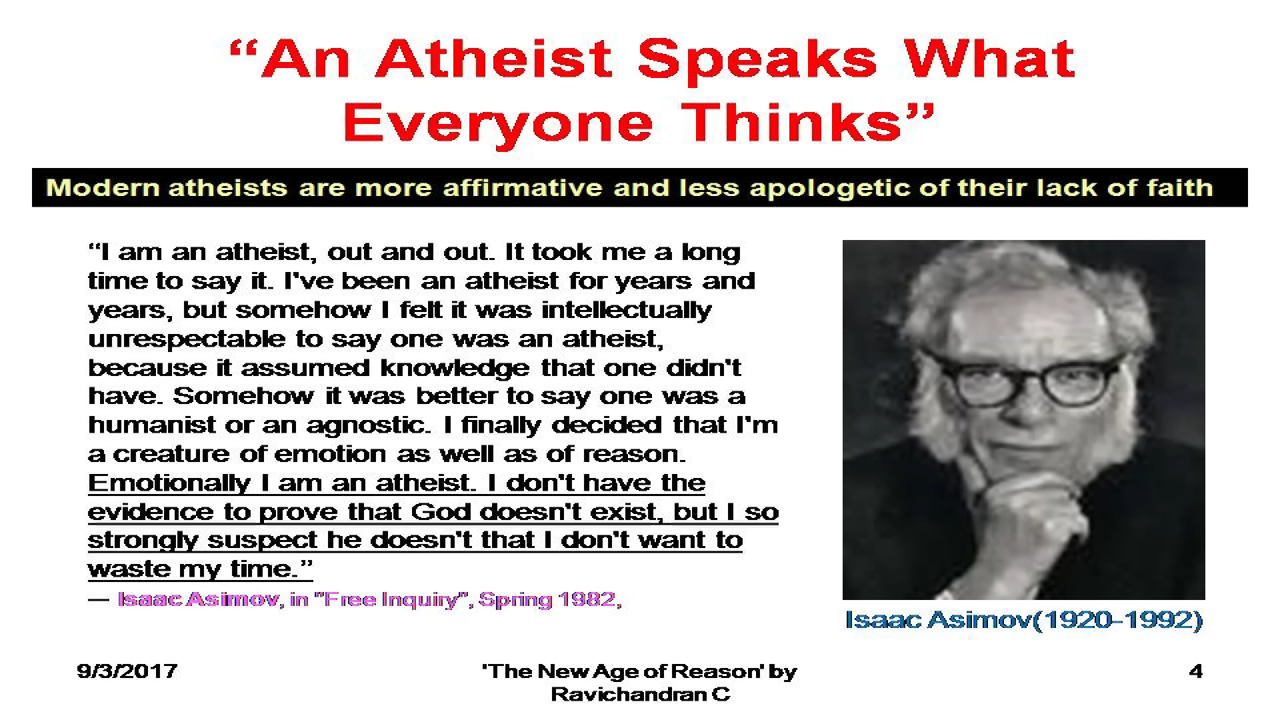 “An Atheist Speaks What
Everyone Thinks”
Modern atheists are more affirmative and less apologetic of their lack of faith
“I am an atheist, out and out. It took me a long
time to say it. I've been an atheist for years and
years, but somehow I felt it was intellectually
unrespectable to say one was an atheist,
because it assumed knowledge that one didn't
have. Somehow it was better to say one was a
humanist or an agnostic. I finally decided that I'm
a creature of emotion as well as of reason.
Emotionally I am an atheist. I don't have the
evidence to prove that God doesn't exist, but I so
strongly suspect he doesn't that I don't want to
waste my time.”
— Isaac Asimov, in "Free Inquiry", Spring 1982,
Isaac Asimov(1920-1992)
9/3/2017
'The New Age of Reason' by
Ravichandran C
4